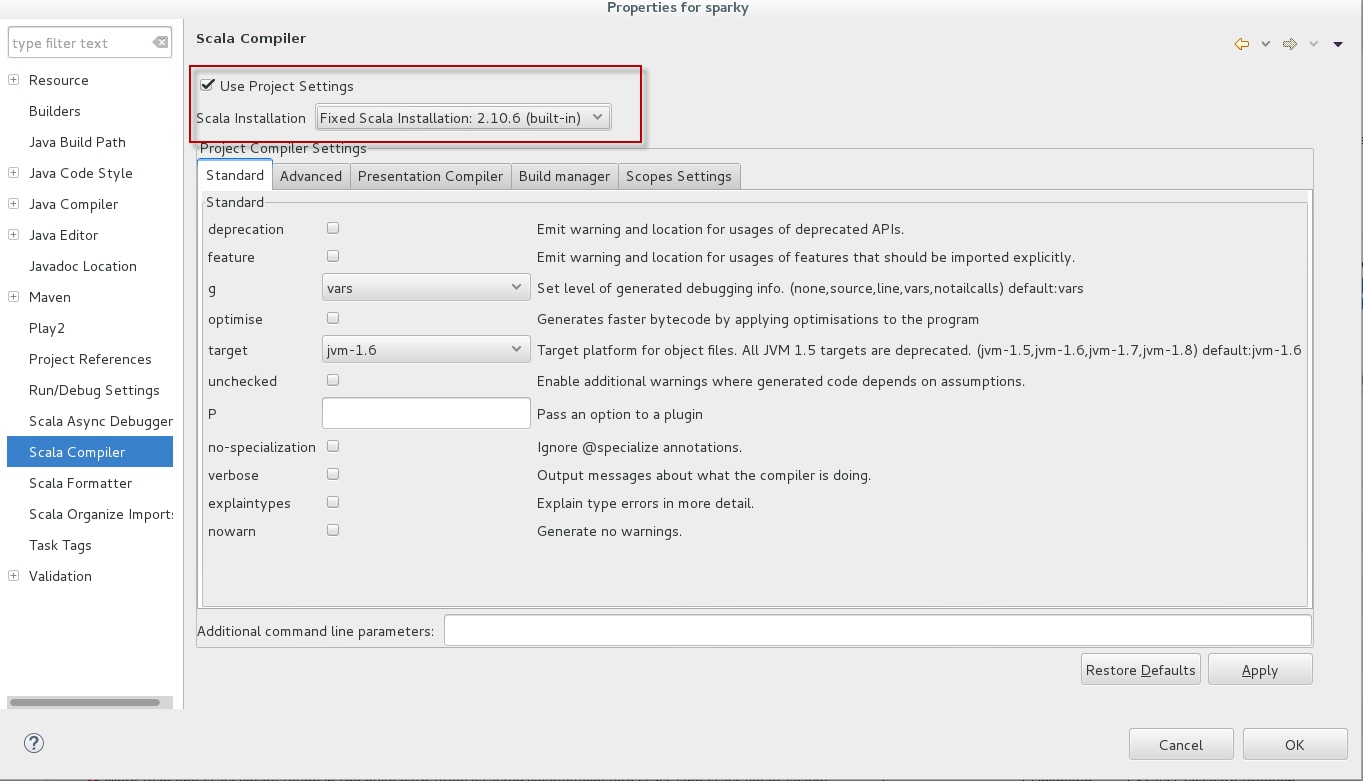 Properties for sparky
type filter text
Resource
Builders
Java Build Path
Java Code Style
Java Compiler
Java Editor
Javadoc Location
Maven
Play2
Project References
Run/Debug Settings
Scala Async Debugger
Scala Compiler
Scala Formatter
Scala Organize Imports
Task Tags
Validation
Scala Compiler
Use Project Settings
Scala Installation Fixed Scala Installation: 2.10.6 (built-in)
Project Compiler Settings
Standard Advanced Presentation Compiler Build manager Scopes Settings
Standard
deprecation Emit warning and location for usages of deprecated APIs.
feature Emit warning and location for usages of features that should be imported explicitly.
g vars Set level of generated debugging info. (none,source,line,vars,notailcalls) default:vars
optimise Generates faster bytecode by applying optimisations to the program
target jvm-1.6 Target platform for object files. All JVM 1.5 targets are deprecated. (jvm-1.5,jvm-1.6,jvm-1.7,jvm-1.8) default:jvm-1.6
unchecked Enable additional warnings where generated code depends on assumptions.
P Pass an option to a plugin
no-specialization Ignore @specialize annotations.
verbose Output messages about what the compiler is doing.
explaintypes Explain type errors in more detail.
nowarn Generate no warnings.
Additional command line parameters:
Restore Defaults Apply
? Cancel OK